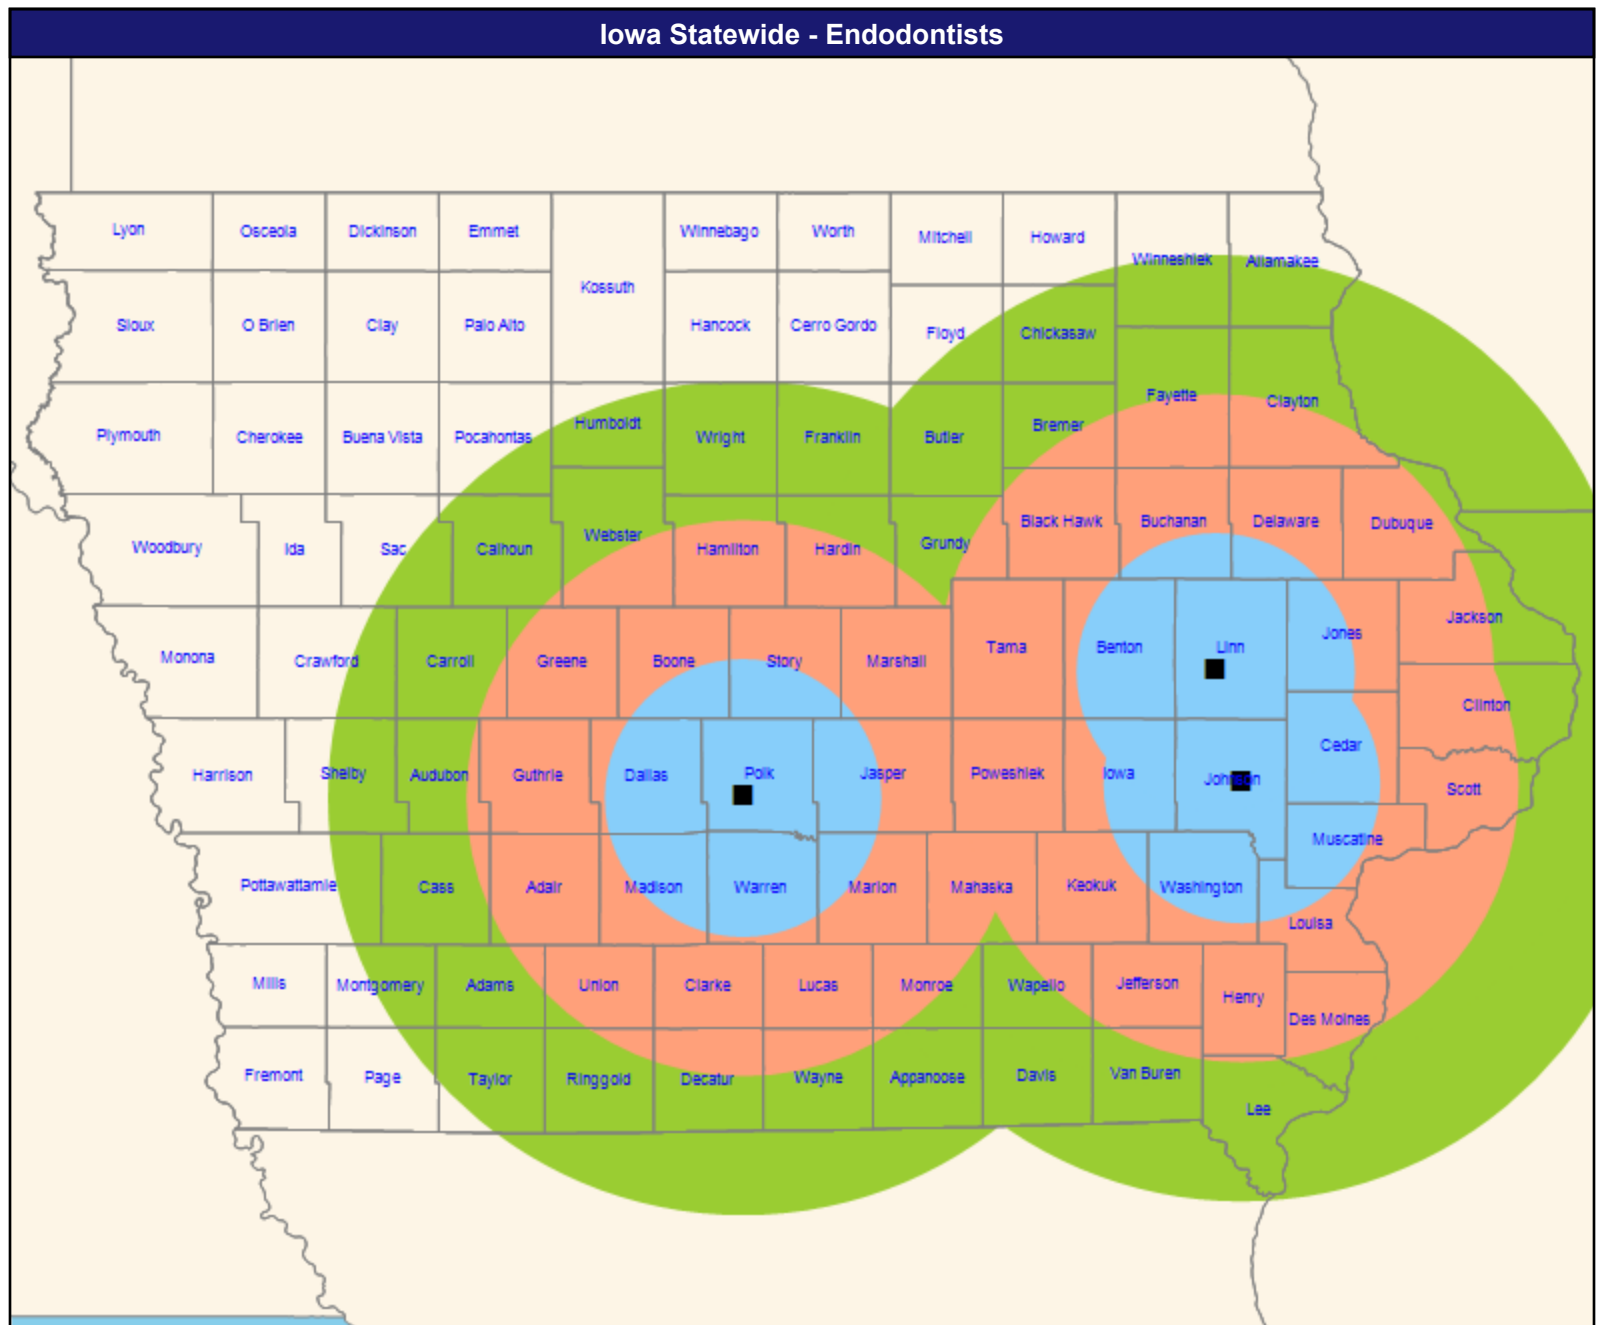 Iowa Statewide - Endodontists
Lyon Osceola Dickinson Emmet Winnebago Worth Mitchell Howard
Winneshiek Allamakee
Kossuth
Sioux O Brien Clay Palo Alto Hancock Cerro Gordo Floyd Chickasaw
Fayette Clayton
Plymouth Cherokee Buena Vista Pocahontas Humboldt Wright Franklin Butler Bremer
Woodbury Ida Sac Calhoun Webster Hamilton Hardin Grundy Black Hawk Buchanan Delaware Dubuque
Monona Crawford Carroll Greene Boone Story Marshall Tama Benton Linn Jones Jackson
Clinton
Harrison Shelby Audubon Guthrie Dallas Polk Jasper Poweshiek Iowa Johnson Cedar Scott
Muscatine
Pottawattamie Cass Adair Madison Warren Marion Mahaska Keokuk Washington
Louisa
Mills Montgomery Adams Union Clarke Lucas Monroe Wapello Jefferson Henry
Des Moines
Fremont Page Taylor Ringgold Decatur Wayne Appanoose Davis Van Buren
Lee